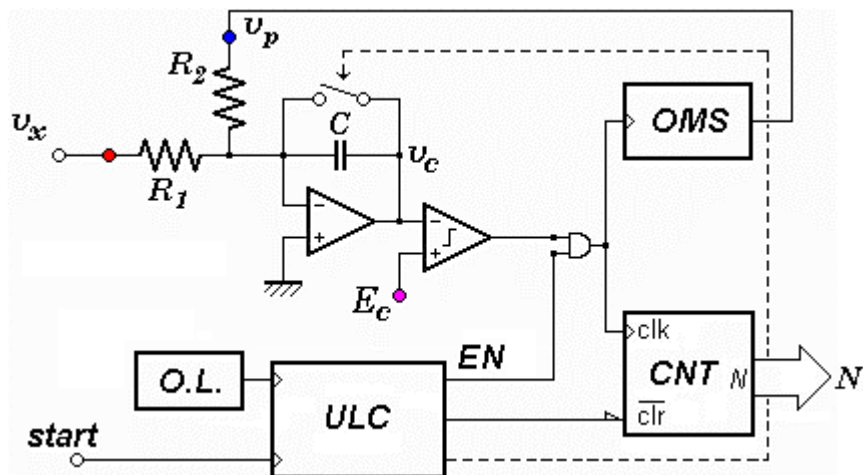 υp
R2
υx
R1
C
υc
OMS
−
+
−
+
Ec
EN
clk
CNT
N
clr
N
O.L.
ULC
start